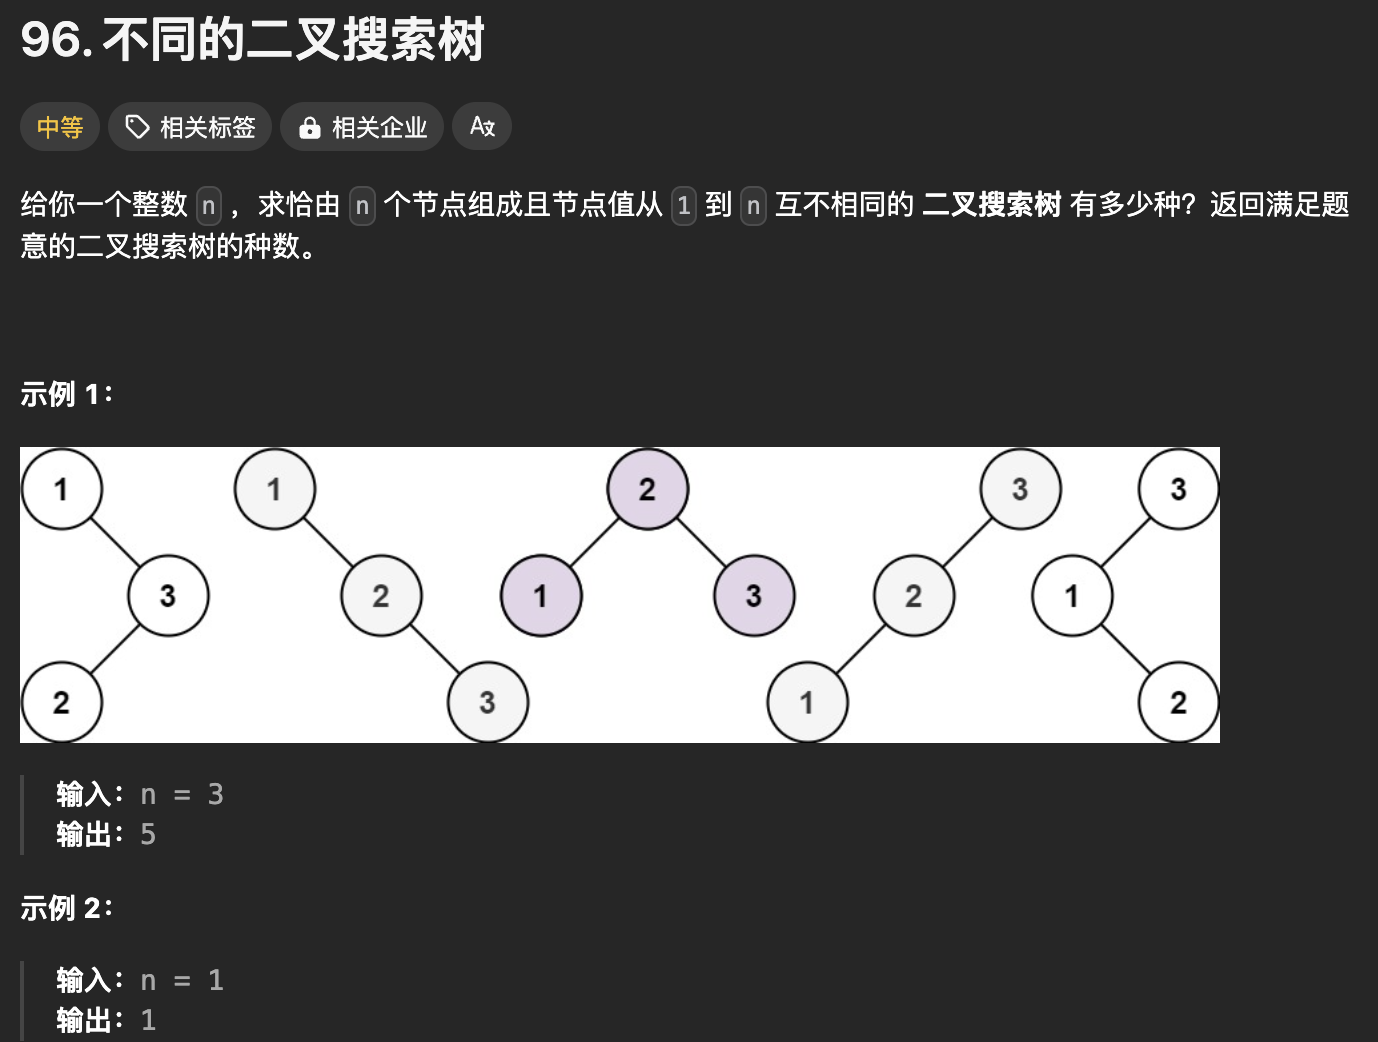 96. 不同的二叉搜索树
中等 相关标签 相关企业 A文
给你一个整数 n ，求恰由 n 个节点组成且节点值从 1 到 n 互不相同的 二叉搜索树 有多少种？返回满足题
意的二叉搜索树的种数。
示例 1：
1 1 2 3 3
3 2 1 3 2 1
2 3 1 2
输入：n = 3
输出：5
示例 2：
输入：n = 1
输出：1